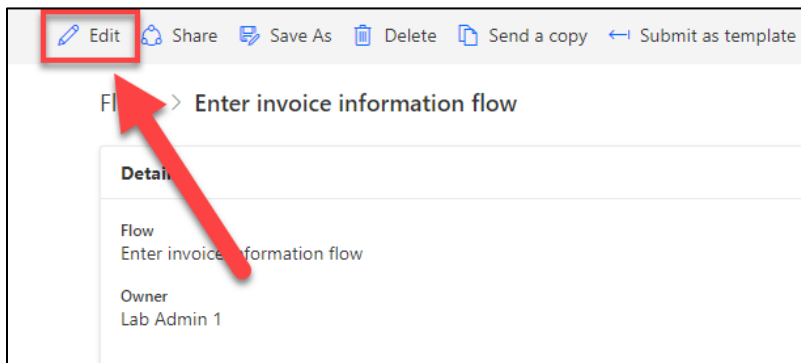 Edit Share Save As Delete Send a copy Submit as template
> Enter invoice information flow
Flow
Enter invoice information flow
Owner
Lab Admin 1